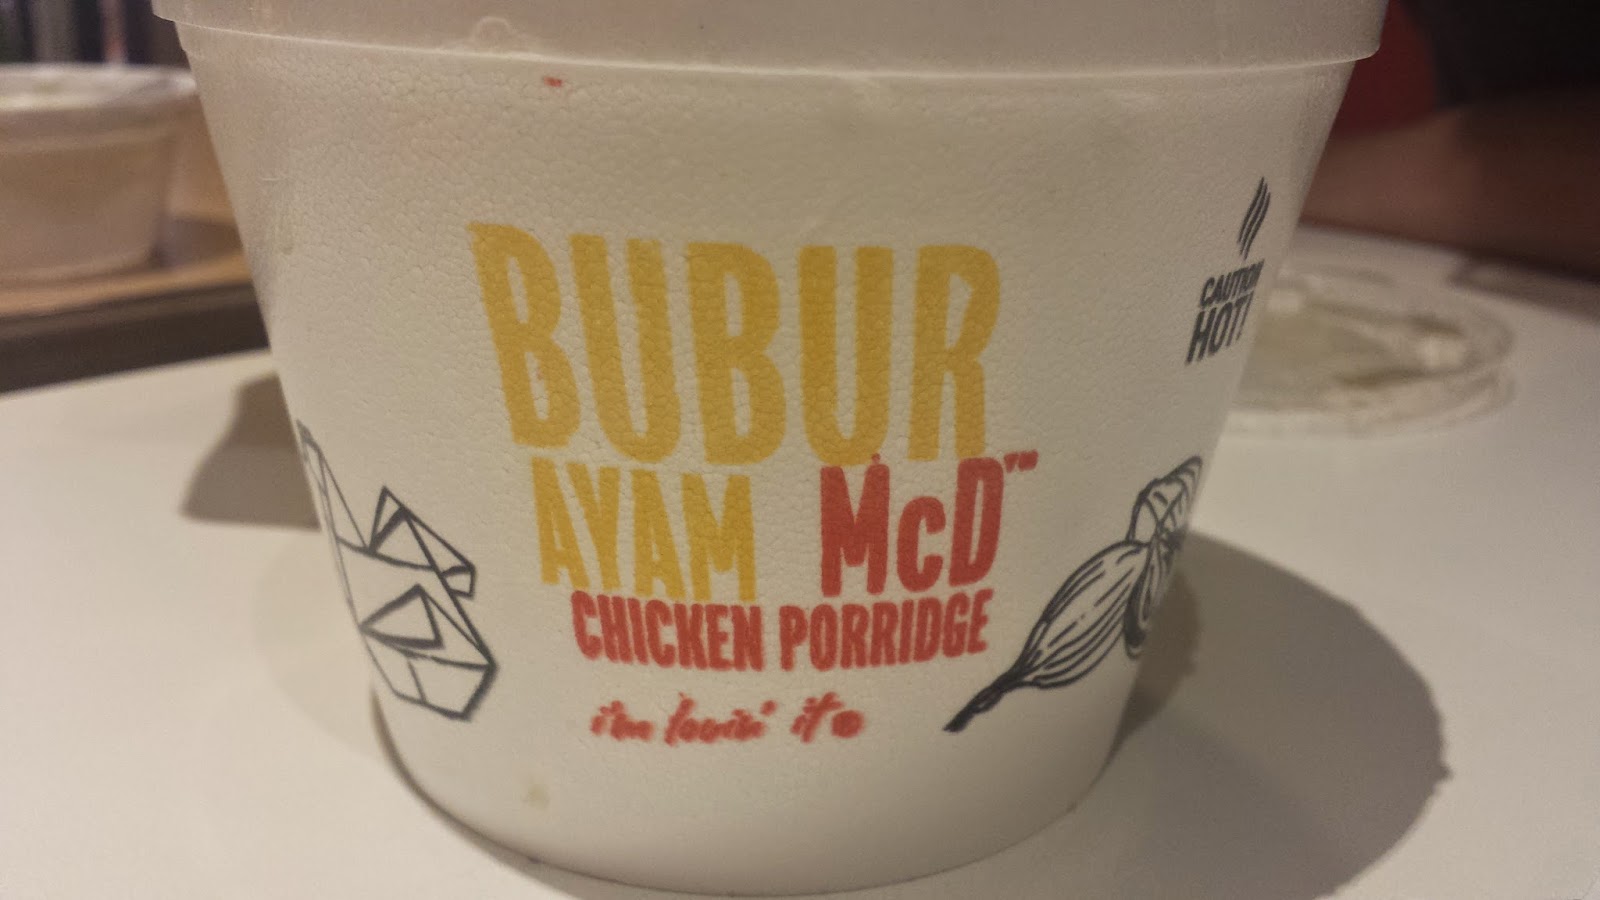 BUBUR
AYAM McD™
CHICKEN PORRIDGE
i'm lovin' it®
CAUTION
HOT!